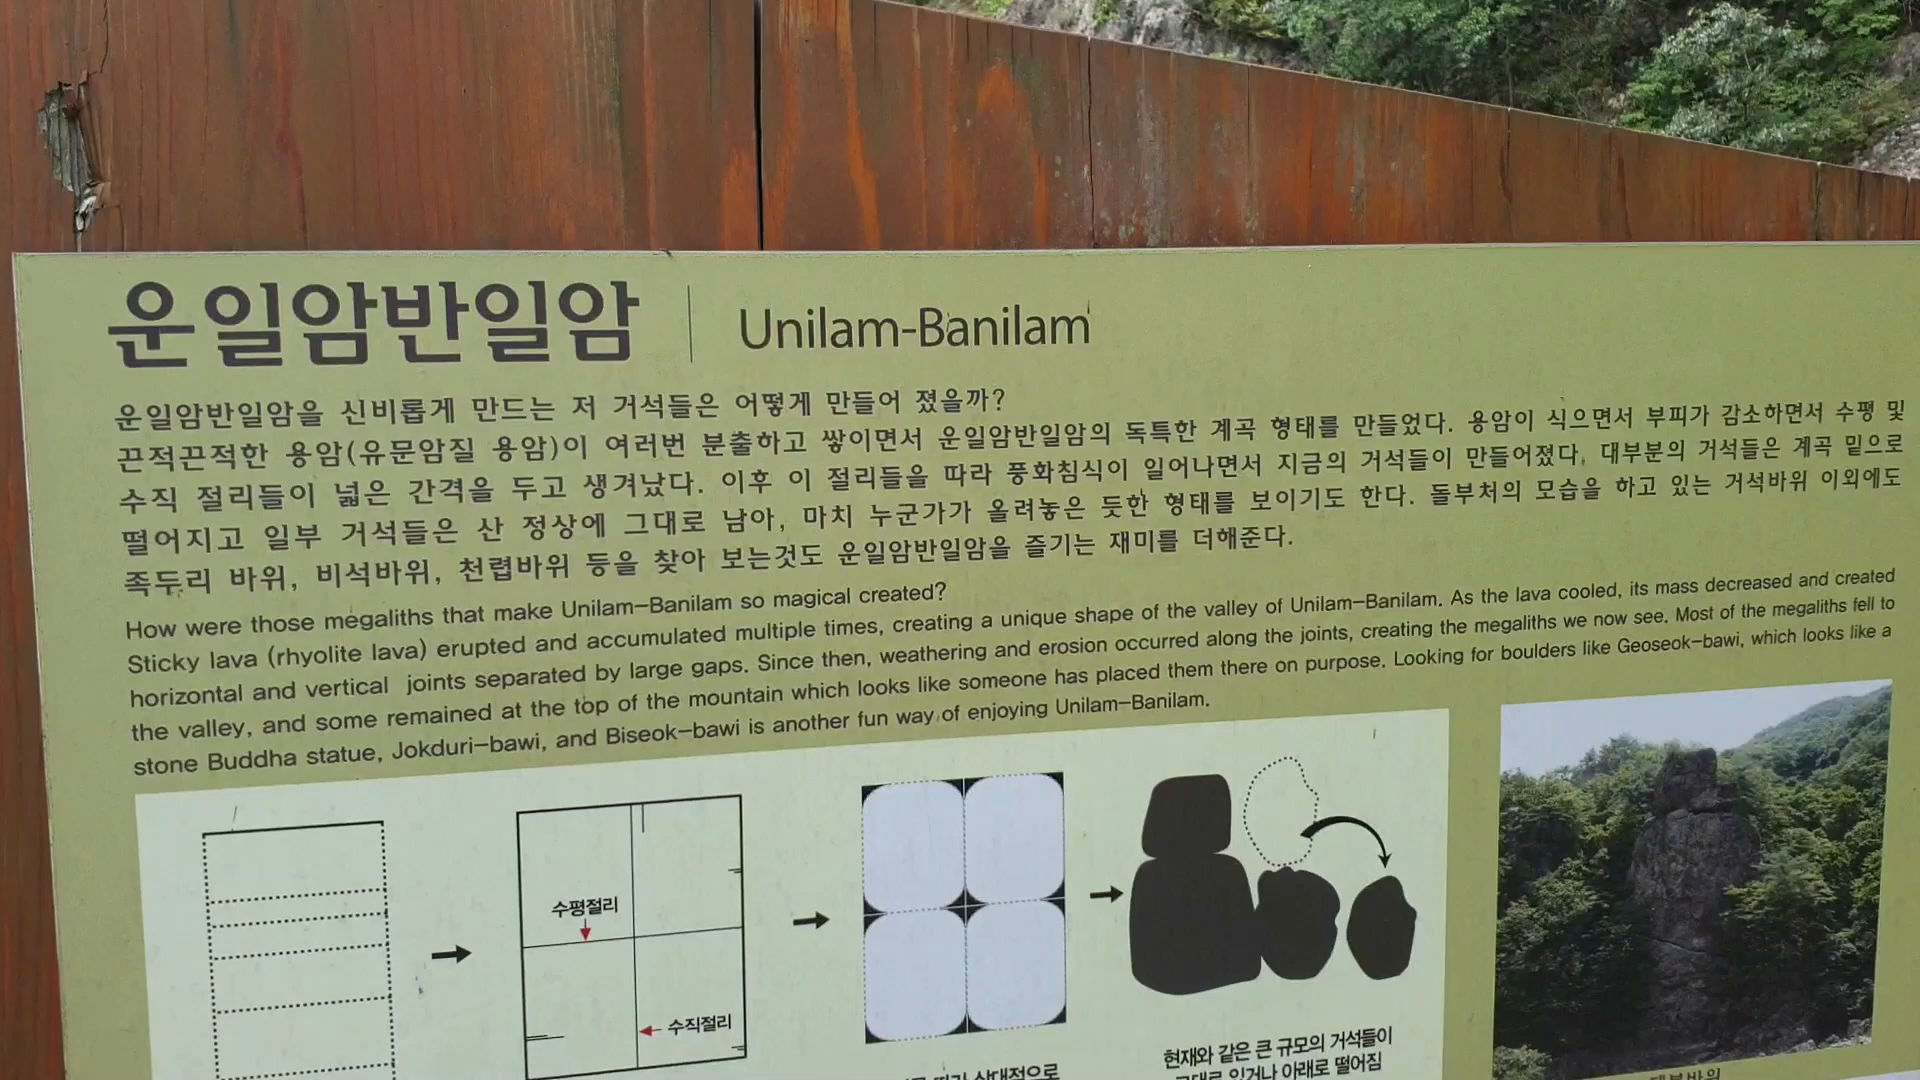 운일암반일암 | Unilam-Banilam
운일암반일암을 신비롭게 만드는 저 거석들은 어떻게 만들어 졌을까?
끈적끈적한 용암(유문암질 용암)이 여러번 분출하고 쌓이면서 운일암반일암의 독특한 계곡 형태를 만들었다. 용암이 식으면서 부피가 감소하면서 수평 및
수직 절리들이 넓은 간격을 두고 생겨났다. 이후 이 절리들을 따라 풍화침식이 일어나면서 지금의 거석들이 만들어졌다. 대부분의 거석들은 계곡 밑으로
떨어지고 일부 거석들은 산 정상에 그대로 남아, 마치 누군가가 올려놓은 듯한 형태를 보이기도 한다. 돌부처의 모습을 하고 있는 거석바위 이외에도
족두리 바위, 비석바위, 천렵바위 등을 찾아 보는것도 운일암반일암을 즐기는 재미를 더해준다.
How were those megaliths that make Unilam-Banilam so magical created?
Sticky lava (rhyolite lava) erupted and accumulated multiple times, creating a unique shape of the valley of Unilam-Banilam. As the lava cooled, its mass decreased and created
horizontal and vertical joints separated by large gaps. Since then, weathering and erosion occurred along the joints, creating the megaliths we now see. Most of the megaliths fell to
the valley, and some remained at the top of the mountain which looks like someone has placed them there on purpose. Looking for boulders like Geoseok-bawi, which looks like a
stone Buddha statue, Jokduri-bawi, and Biseok-bawi is another fun way of enjoying Unilam-Banilam.
수평절리
수직절리
상대적으로
현재와 같은 큰 규모의 거석들이
그대로 있거나 아래로 떨어짐